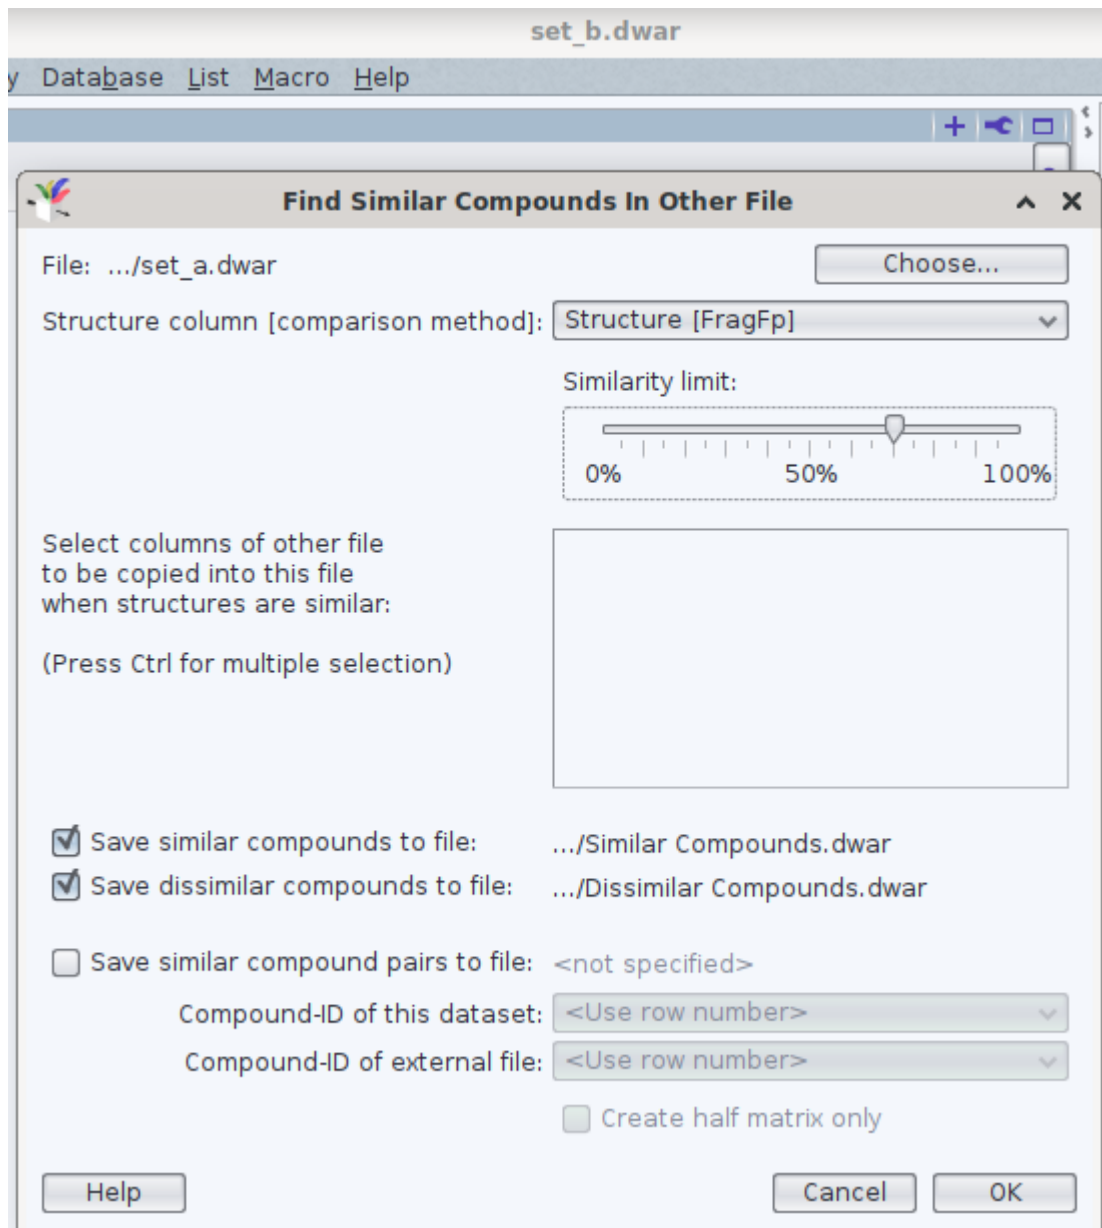 set_b.dwar
y Database List Macro Help
Find Similar Compounds In Other File
File: .../set_a.dwar Choose...
Structure column [comparison method]: Structure [FragFp]
Similarity limit:
0% 50% 100%
Select columns of other file
to be copied into this file
when structures are similar:
(Press Ctrl for multiple selection)
Save similar compounds to file: .../Similar Compounds.dwar
Save dissimilar compounds to file: .../Dissimilar Compounds.dwar
Save similar compound pairs to file: <not specified>
Compound-ID of this dataset: <Use row number>
Compound-ID of external file: <Use row number>
Create half matrix only
Help Cancel OK